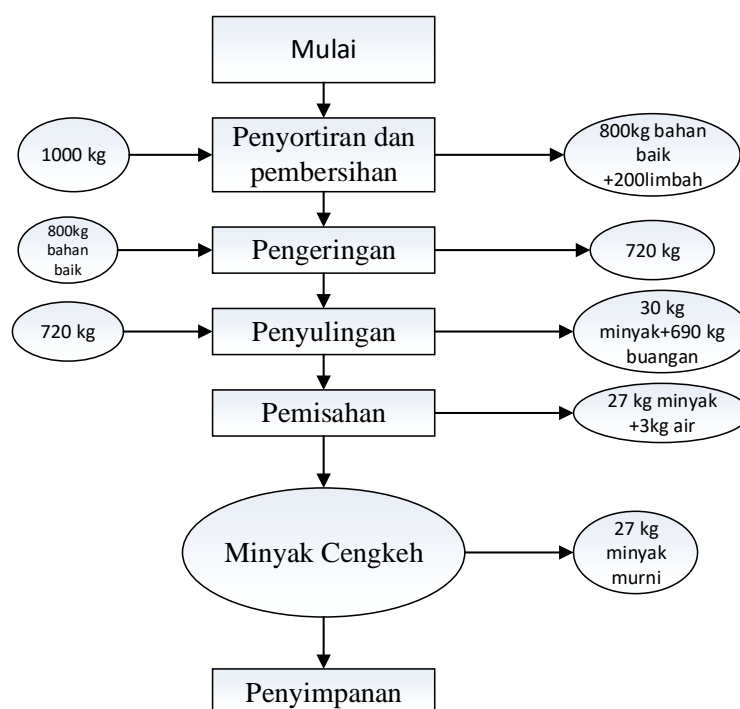 Mulai
1000 kg
Penyortiran dan
pembersihan
800kg bahan
baik
+200limbah
800kg
bahan
baik
Pengeringan
720 kg
720 kg
Penyulingan
30 kg
minyak+690 kg
buangan
Pemisahan
27 kg minyak
+3kg air
Minyak Cengkeh
27 kg
minyak
murni
Penyimpanan